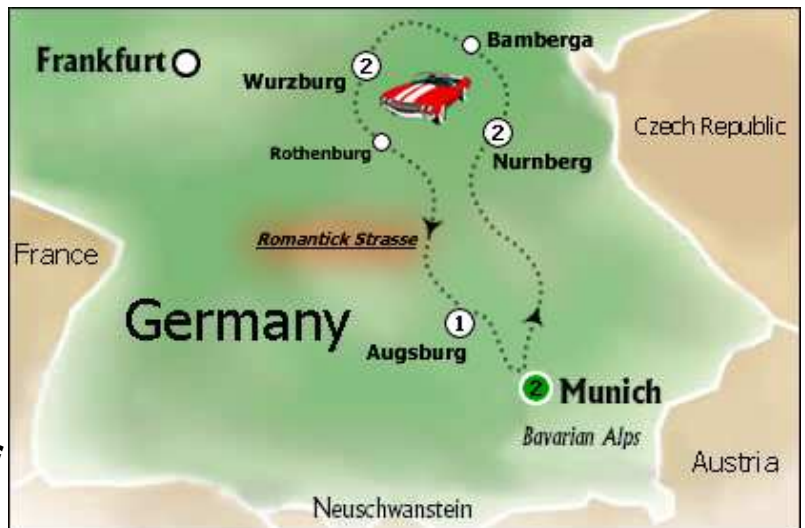 Bamberga
Frankfurt
2
Wurzburg
Czech Republic
2
Rothenburg
Nurnberg
Romantick Strasse
France
Germany
1
Augsburg
2
Munich
Bavarian Alps
Austria
Neuschwanstein